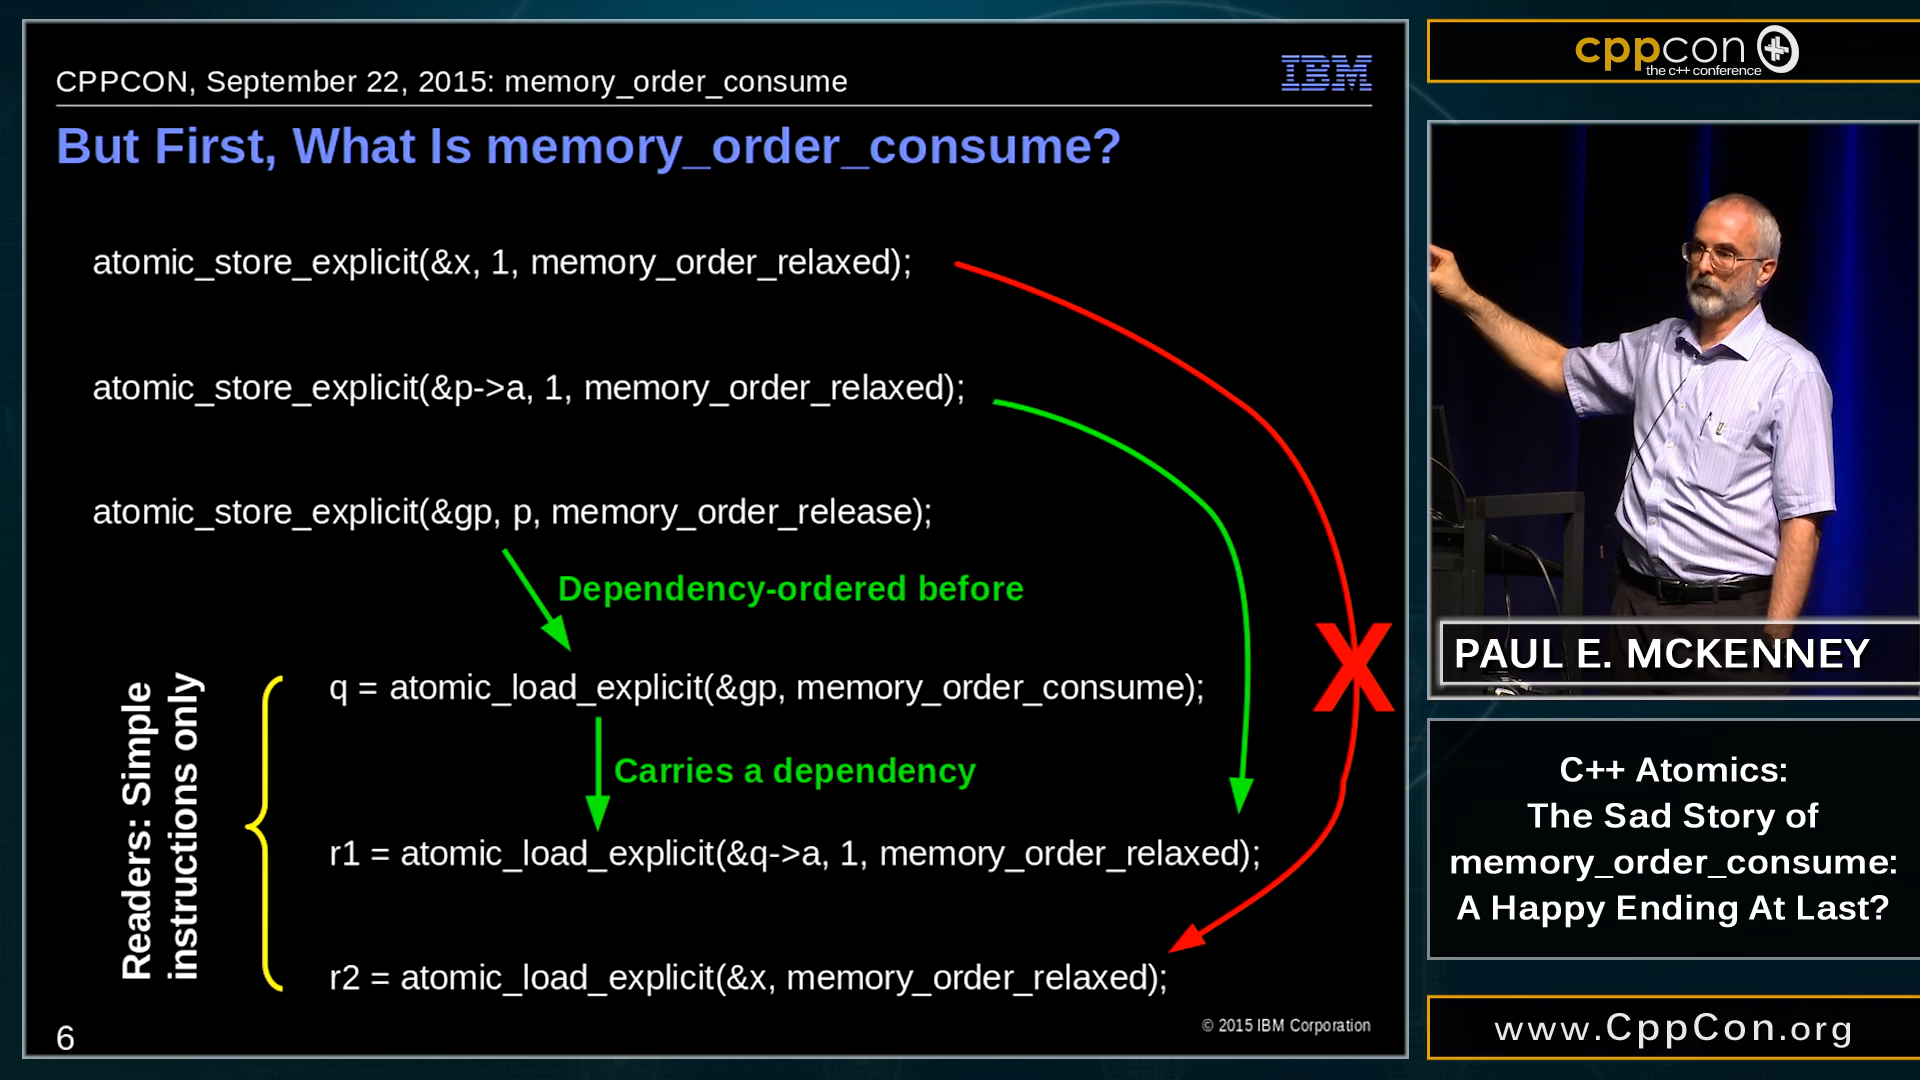 CPPCON, September 22, 2015: memory_order_consume
IBM
But First, What Is memory_order_consume?
atomic_store_explicit(&x, 1, memory_order_relaxed);
atomic_store_explicit(&p->a, 1, memory_order_relaxed);
atomic_store_explicit(&gp, p, memory_order_release);
Dependency-ordered before
q = atomic_load_explicit(&gp, memory_order_consume);
X
Carries a dependency
Readers: Simple
instructions only
r1 = atomic_load_explicit(&q->a, 1, memory_order_relaxed);
r2 = atomic_load_explicit(&x, memory_order_relaxed);
© 2015 IBM Corporation
6
cppcon
the c++ conference
PAUL E. MCKENNEY
C++ Atomics:
The Sad Story of
memory_order_consume:
A Happy Ending At Last?
www.CppCon.org